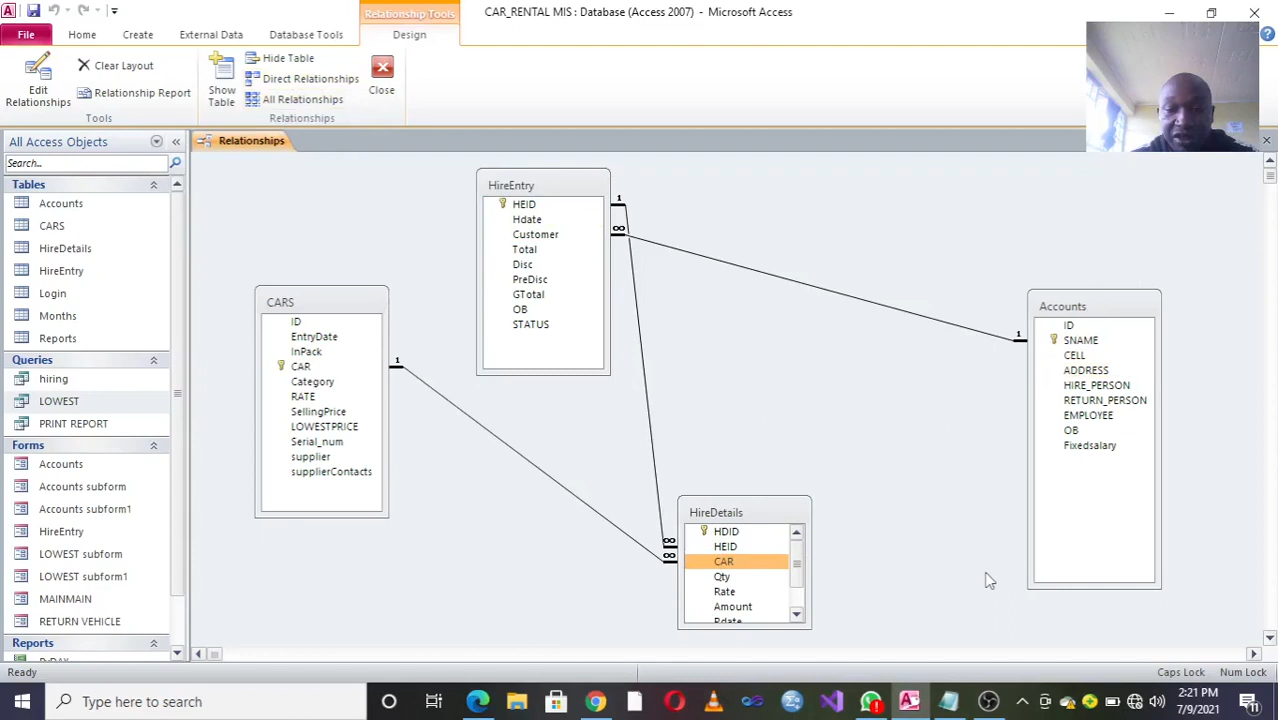 Relationship Tools
CAR_RENTAL MIS : Database (Access 2007) - Microsoft Access
File
Home
Create
External Data
Database Tools
Design
Edit
Relationships
Clear Layout
Relationship Report
Tools
Show
Table
Hide Table
Direct Relationships
All Relationships
Relationships
Close
All Access Objects
Search...
Tables
Accounts
CARS
HireDetails
HireEntry
Login
Months
Reports
Queries
hiring
LOWEST
PRINT REPORT
Forms
Accounts
Accounts subform
Accounts subform1
HireEntry
LOWEST subform
LOWEST subform1
MAINMAIN
RETURN VEHICLE
Reports
Relationships
HireEntry
HEID
Hdate
Customer
Total
Disc
PreDisc
GTotal
OB
STATUS
1
∞
CARS
ID
EntryDate
InPack
CAR
Category
RATE
SellingPrice
LOWESTPRICE
Serial_num
supplier
supplierContacts
1
HireDetails
HDID
HEID
CAR
Qty
Rate
Amount
Rdate
∞
∞
Accounts
ID
SNAME
CELL
ADDRESS
HIRE_PERSON
RETURN_PERSON
EMPLOYEE
OB
Fixedsalary
1
Ready
Caps Lock
Num Lock
Type here to search
2:21 PM
7/9/2021
11